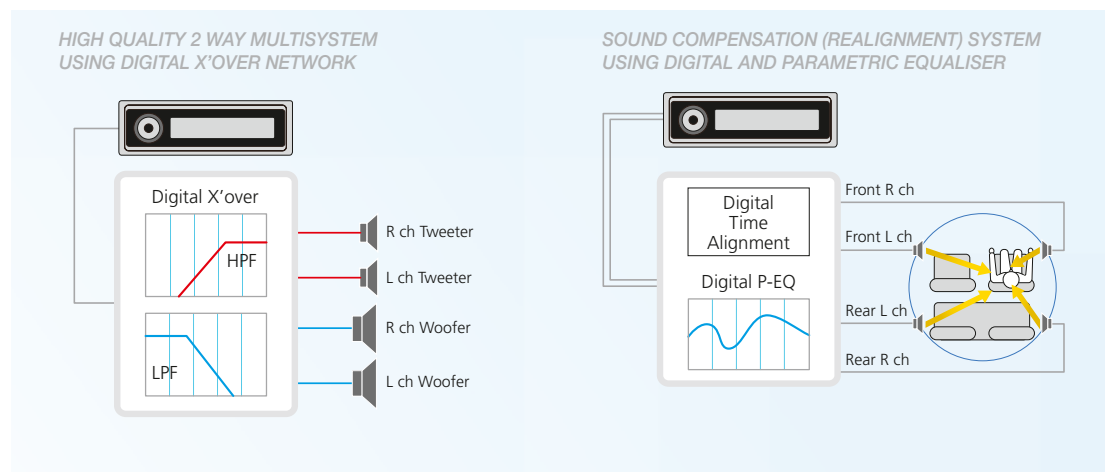 HIGH QUALITY 2 WAY MULTISYSTEM
USING DIGITAL X'OVER NETWORK
Digital X'over
HPF
LPF
R ch Tweeter
L ch Tweeter
R ch Woofer
L ch Woofer
SOUND COMPENSATION (REALIGNMENT) SYSTEM
USING DIGITAL AND PARAMETRIC EQUALISER
Digital
Time
Alignment
Digital P-EQ
Front R ch
Front L ch
Rear L ch
Rear R ch